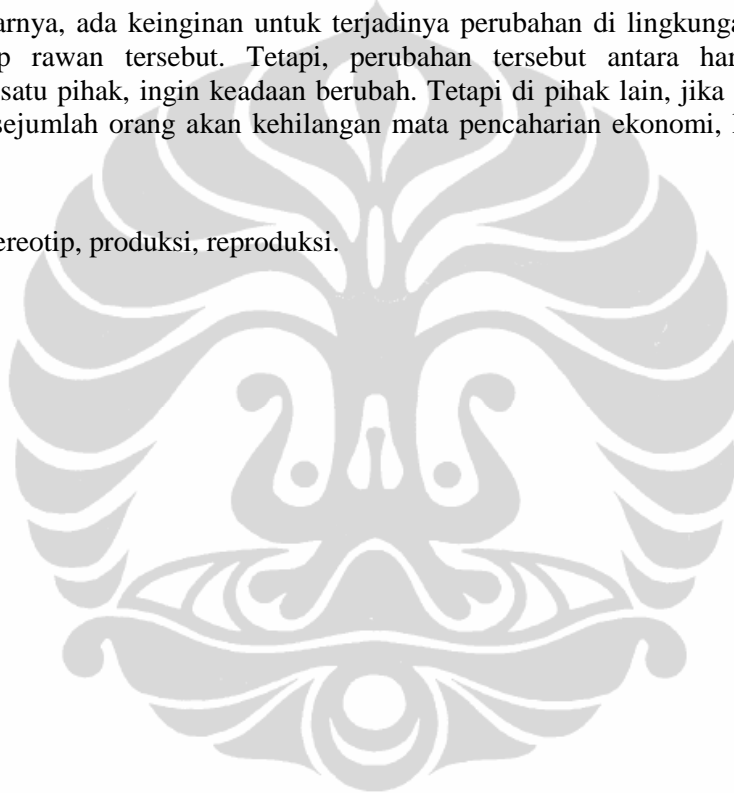 arnya, ada keinginan untuk terjadinya perubahan di lingkunga
p rawan tersebut. Tetapi, perubahan tersebut antara har
satu pihak, ingin keadaan berubah. Tetapi di pihak lain, jika
sejumlah orang akan kehilangan mata pencaharian ekonomi,
ereotip, produksi, reproduksi.